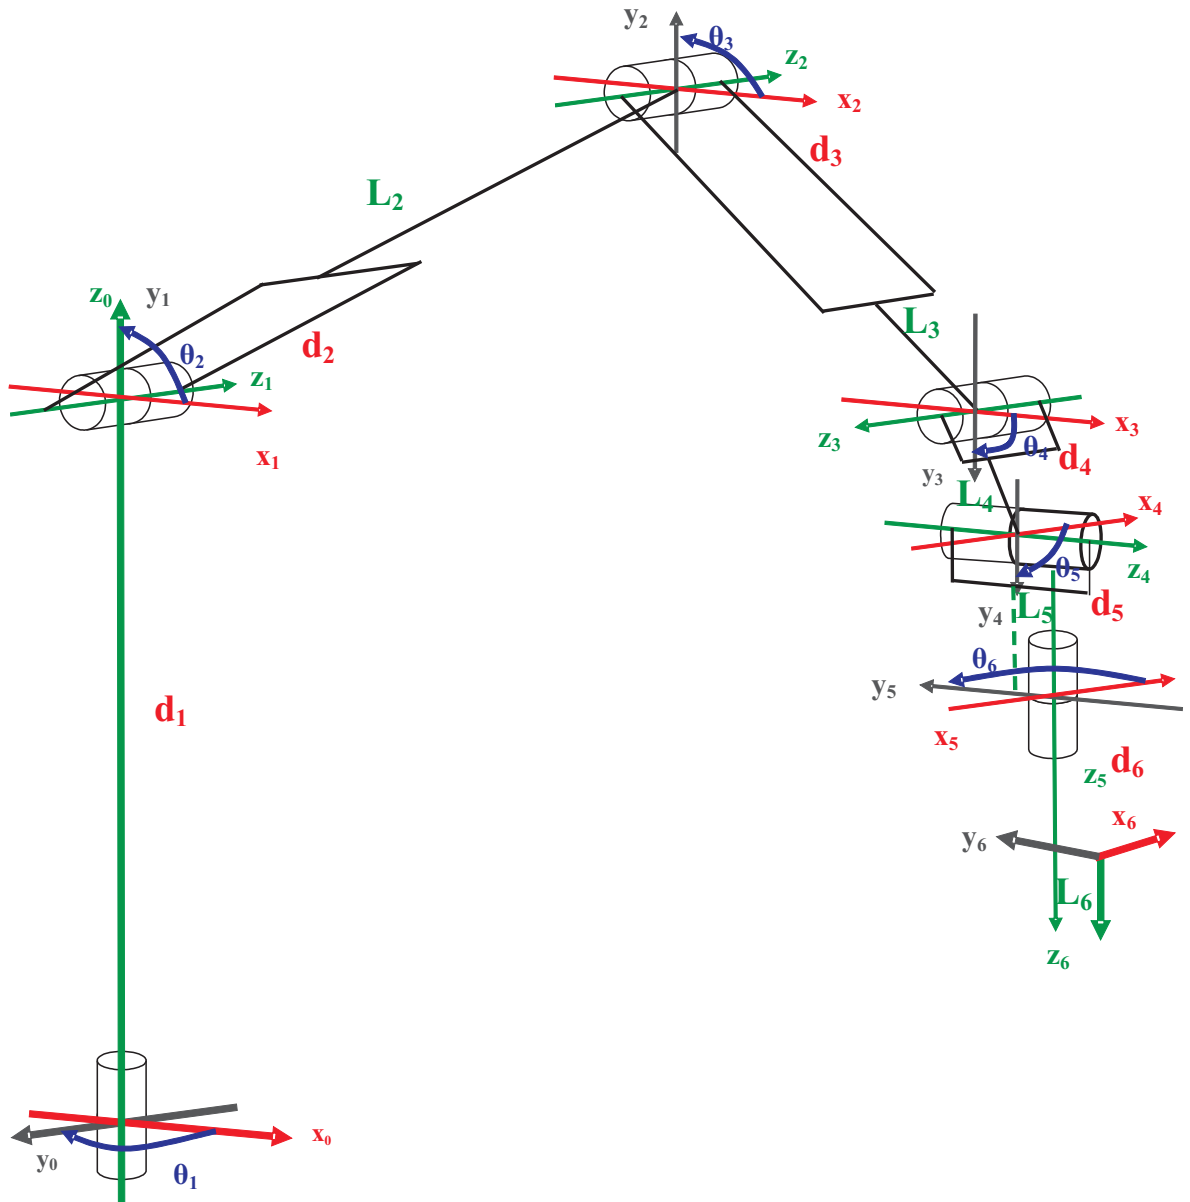 y₂
θ₃
z₂
x₂
d₃
L₂
z₀
y₁
θ₂
d₂
z₁
x₁
L₃
x₃
z₃
θ₄
d₄
y₃
L₄
x₄
z₄
θ₅
d₅
L₅
y₄
θ₆
y₅
x₅
d₁
z₅
d₆
x₆
y₆
L₆
z₆
x₀
y₀
θ₁